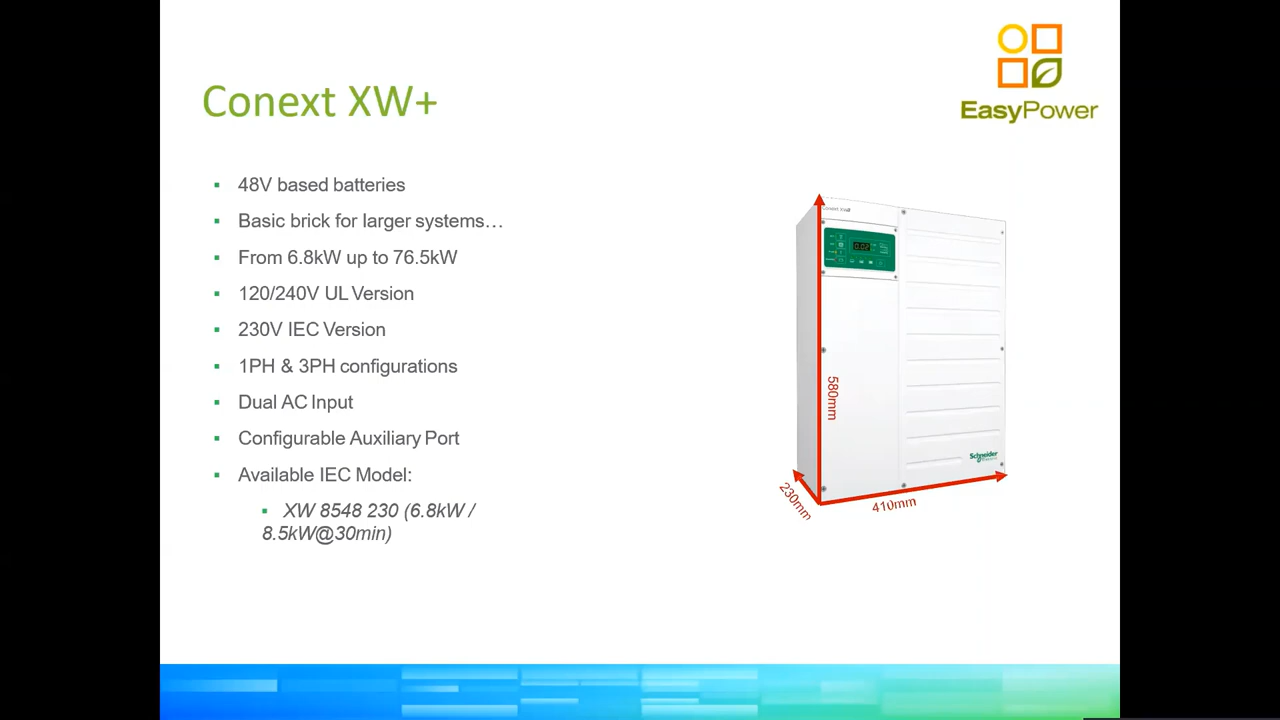 EasyPower
Conext XW+
48V based batteries
Basic brick for larger systems…
From 6.8kW up to 76.5kW
120/240V UL Version
230V IEC Version
1PH & 3PH configurations
Dual AC Input
Configurable Auxiliary Port
Available IEC Model:
XW 8548 230 (6.8kW /
8.5kW@30min)
580mm
Schneider
230mm
410mm